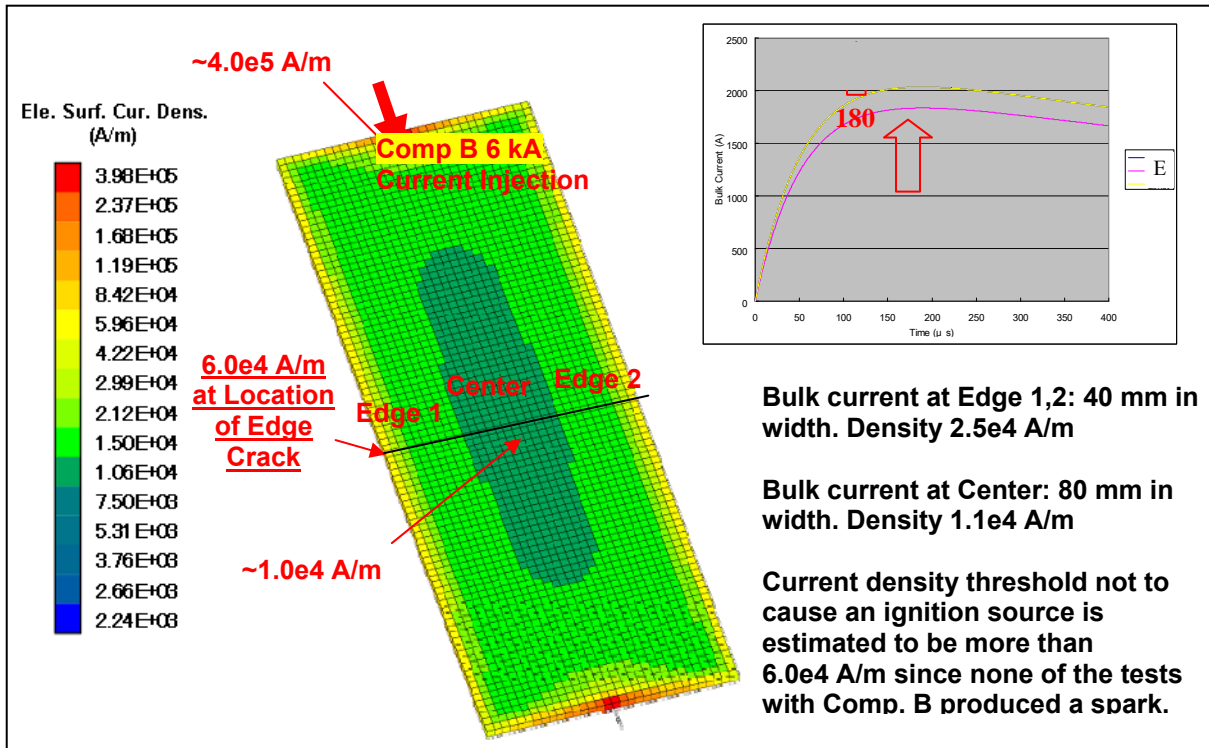 ~4.0e5 A/m
Ele. Surf. Cur. Dens.
(A/m)
3.98E+05
2.37E+05
1.68E+05
1.19E+05
8.42E+04
5.96E+04
4.22E+04
2.99E+04
2.12E+04
1.50E+04
1.06E+04
7.50E+03
5.31E+03
3.76E+03
2.66E+03
2.24E+03
Comp B 6 kA
Current Injection
6.0e4 A/m
at Location
of Edge
Crack
Edge 1
Center
Edge 2
~1.0e4 A/m
Bulk Current (A)
2500
2000
1500
1000
500
0
0 50 100 150 200 250 300 350 400
Time (μ s)
180
E
Bulk current at Edge 1,2: 40 mm in
width. Density 2.5e4 A/m
Bulk current at Center: 80 mm in
width. Density 1.1e4 A/m
Current density threshold not to
cause an ignition source is
estimated to be more than
6.0e4 A/m since none of the tests
with Comp. B produced a spark.